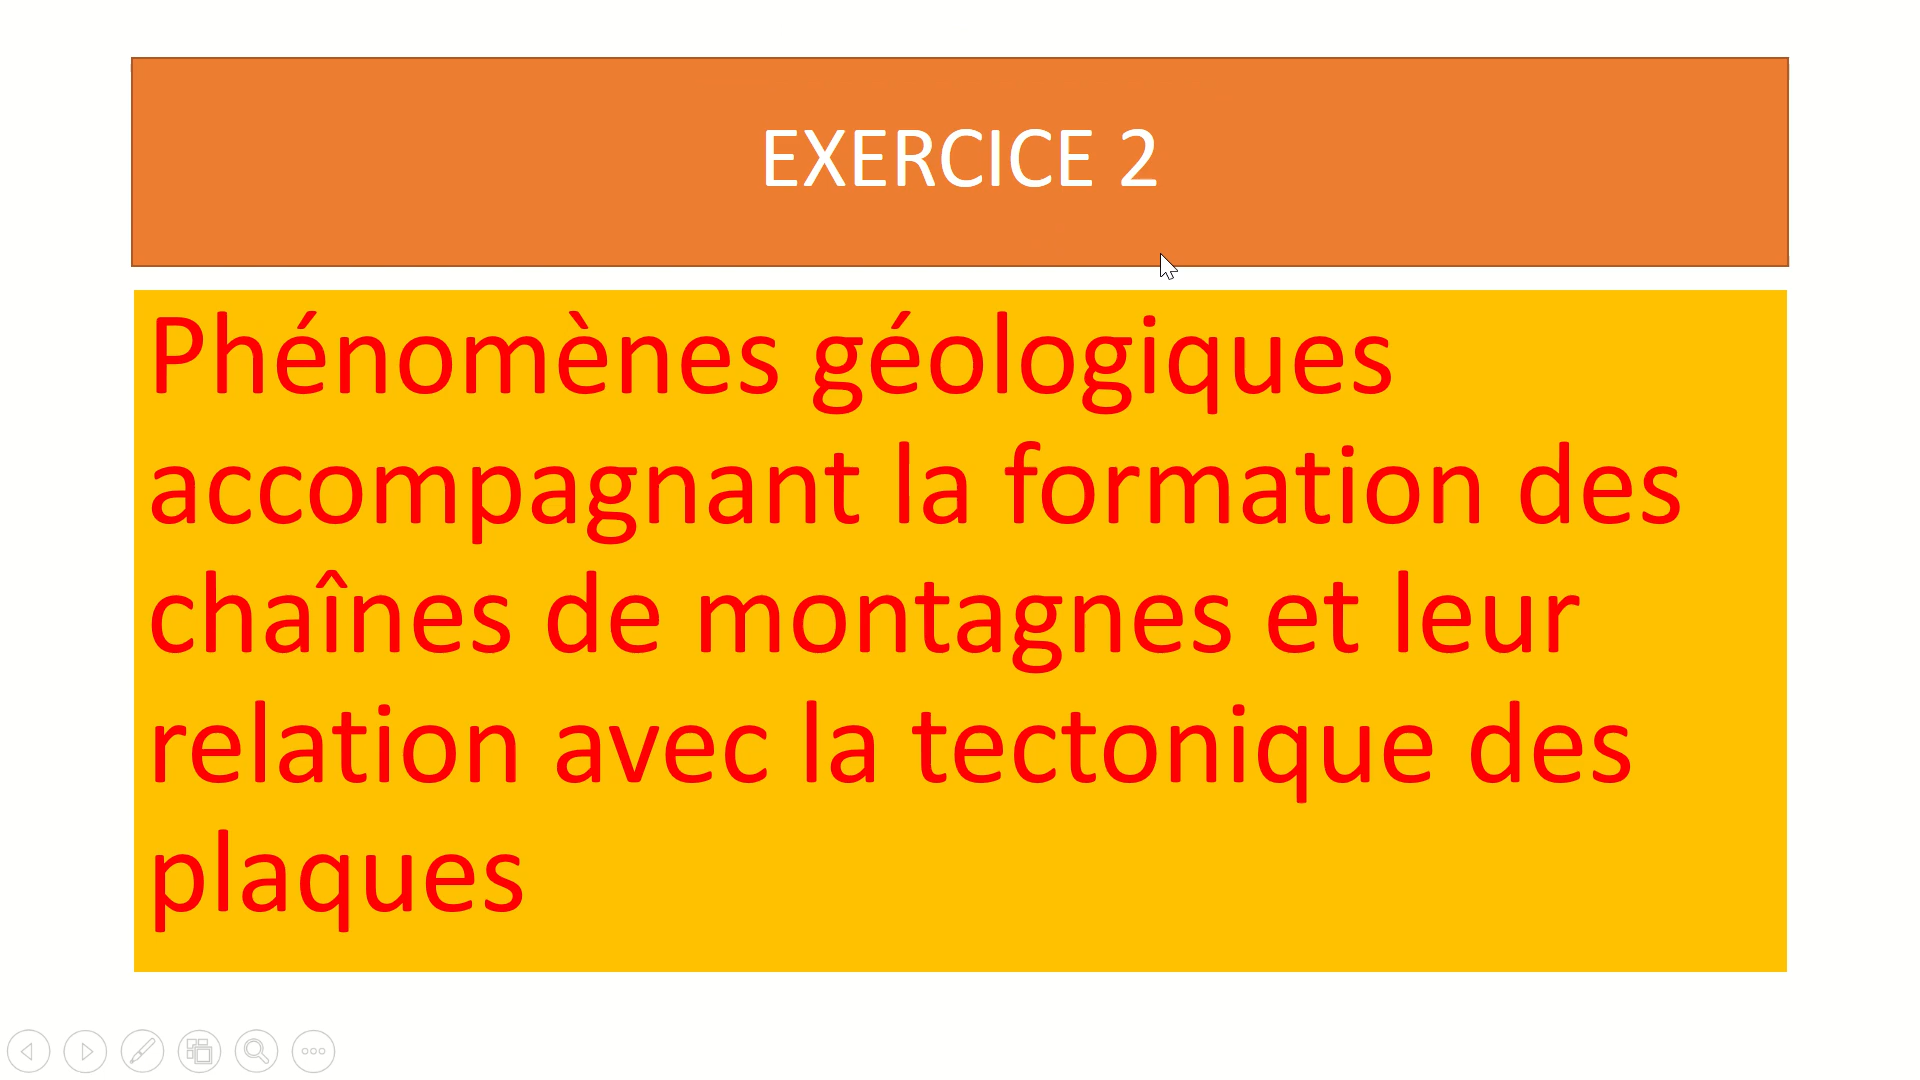 EXERCICE 2
Phénomènes géologiques
accompagnant la formation des
chaînes de montagnes et leur
relation avec la tectonique des
plaques